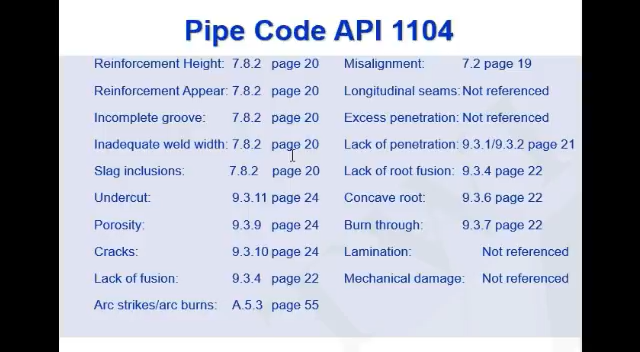 Pipe Code API 1104
Reinforcement Height: 7.8.2 page 20
Reinforcement Appear: 7.8.2 page 20
Incomplete groove: 7.8.2 page 20
Inadequate weld width: 7.8.2 page 20
Slag inclusions: 7.8.2 page 20
Undercut: 9.3.11 page 24
Porosity: 9.3.9 page 24
Cracks: 9.3.10 page 24
Lack of fusion: 9.3.4 page 22
Arc strikes/arc burns: A.5.3 page 55
Misalignment: 7.2 page 19
Longitudinal seams: Not referenced
Excess penetration: Not referenced
Lack of penetration: 9.3.1/9.3.2 page 21
Lack of root fusion: 9.3.4 page 22
Concave root: 9.3.6 page 22
Burn through: 9.3.7 page 22
Lamination: Not referenced
Mechanical damage: Not referenced